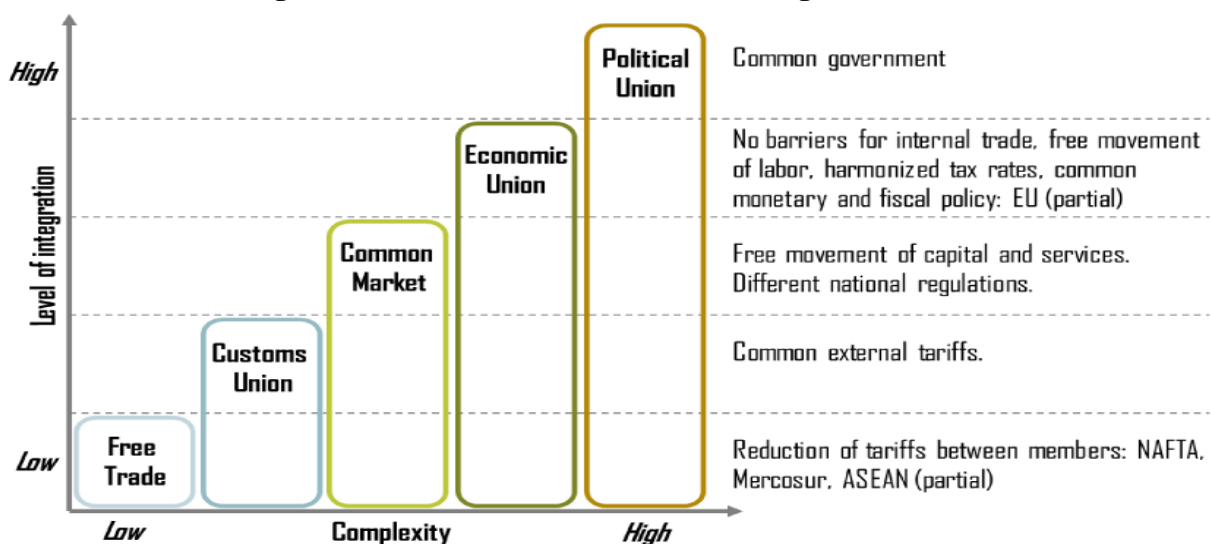 High
Political
Union
Common government
Economic
Union
No barriers for internal trade, free movement
of labor, harmonized tax rates, common
monetary and fiscal policy: EU (partial)
Level of integration
Common
Market
Free movement of capital and services.
Different national regulations.
Customs
Union
Common external tariffs.
Low
Free
Trade
Reduction of tariffs between members: NAFTA,
Mercosur, ASEAN (partial)
Low
Complexity
High